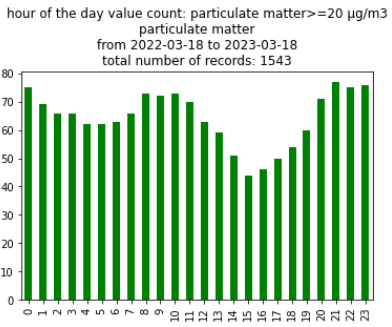 hour of the day value count: particulate matter>=20 µg/m3
particulate matter
from 2022-03-18 to 2023-03-18
total number of records: 1543
80
70
60
50
40
30
20
10
0
0 1 2 3 4 5 6 7 8 9 10 11 12 13 14 15 16 17 18 19 20 21 22 23